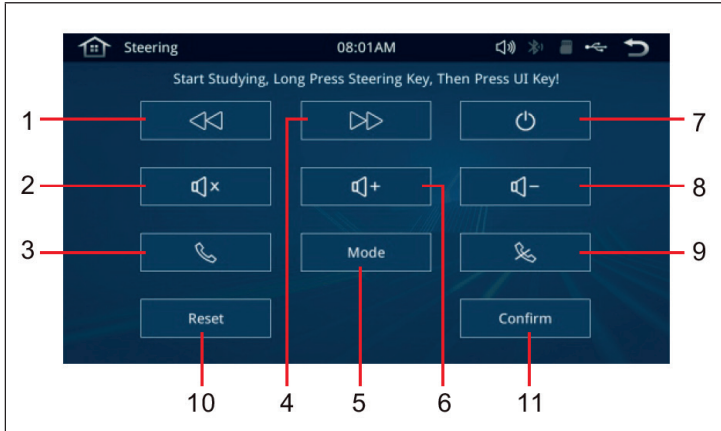 Steering 08:01AM
Start Studying, Long Press Steering Key, Then Press UI Key!
1 7
2 8
3 Mode 9
Reset Confirm
10 4 5 6 11